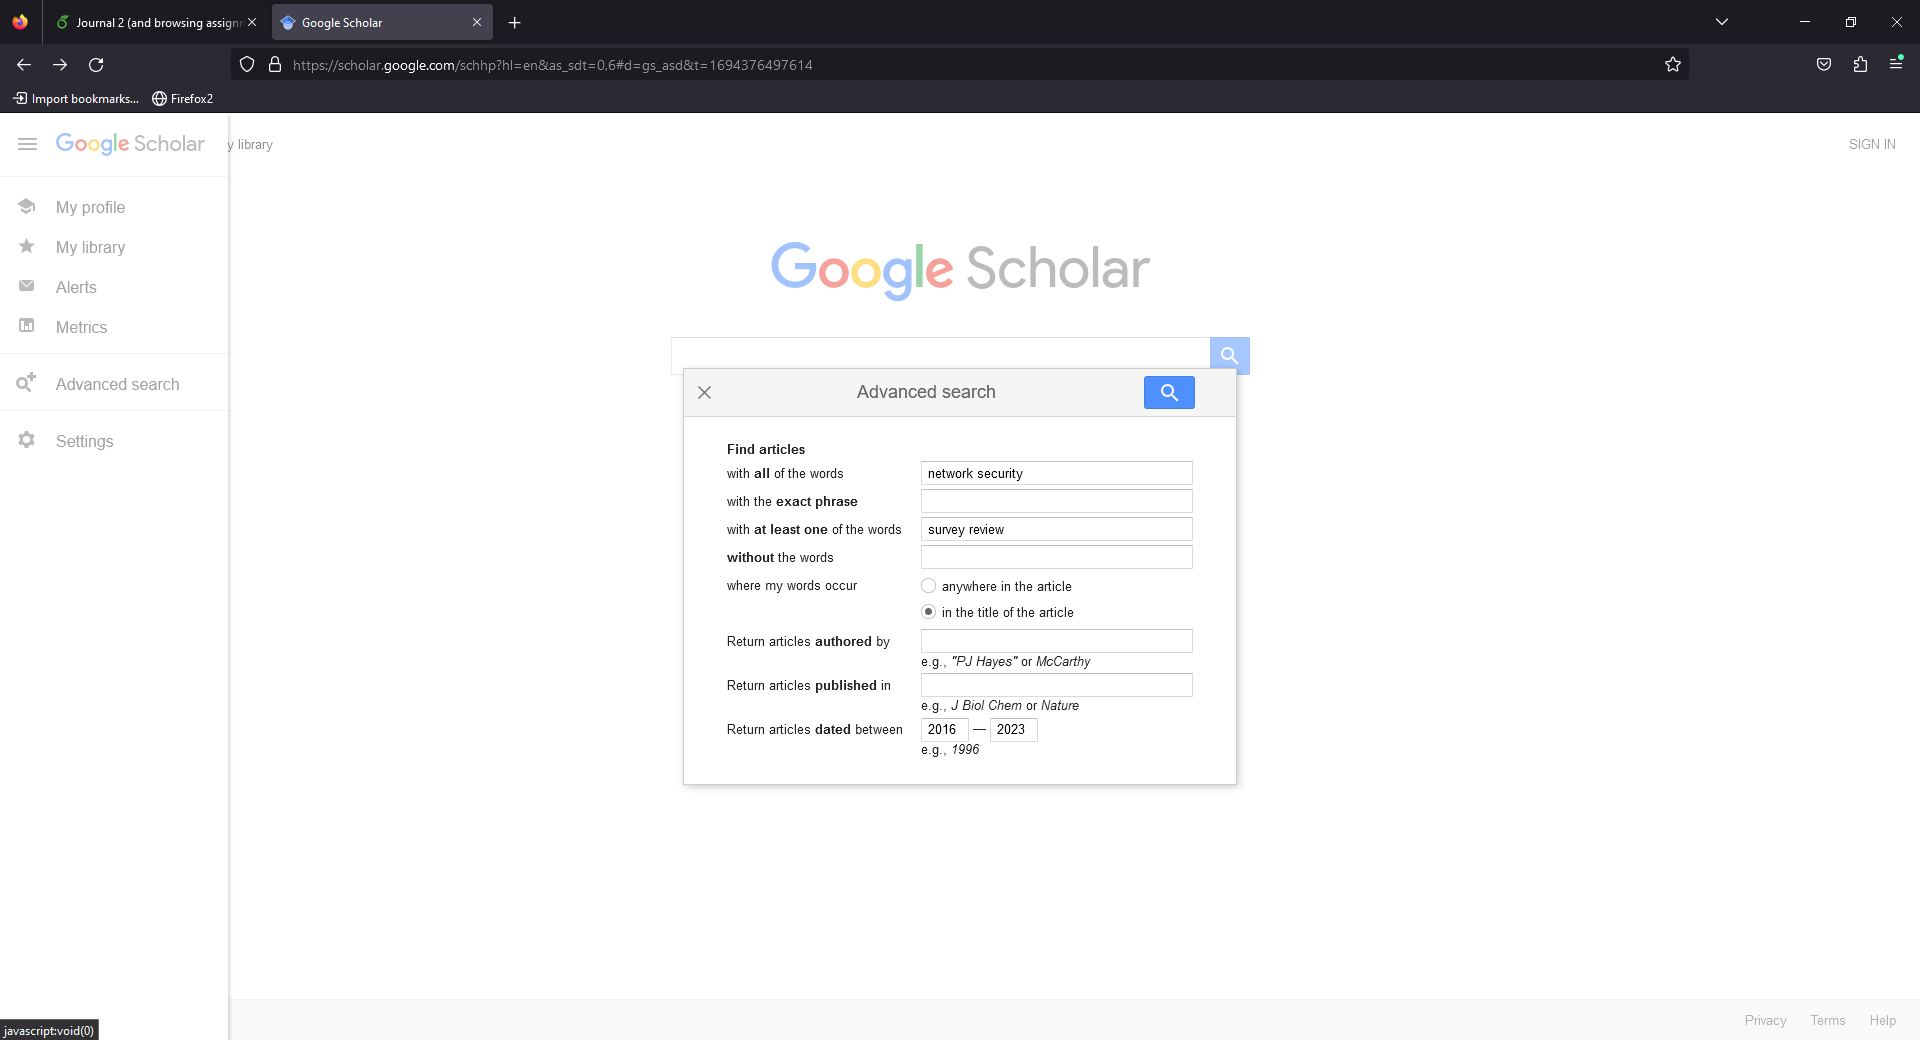 Journal 2 (and browsing assignm
Google Scholar
https://scholar.google.com/schhp?hl=en&as_sdt=0,6#d=gs_asd&t=1694376497614
Import bookmarks...
Firefox2
Google Scholar
y library
SIGN IN
My profile
My library
Alerts
Metrics
Advanced search
Settings
Google Scholar
Advanced search
Find articles
with all of the words
network security
with the exact phrase
with at least one of the words
survey review
without the words
where my words occur
anywhere in the article
in the title of the article
Return articles authored by
e.g., "PJ Hayes" or McCarthy
Return articles published in
e.g., J Biol Chem or Nature
Return articles dated between
2016 — 2023
e.g., 1996
javascript:void(0)
Privacy
Terms
Help